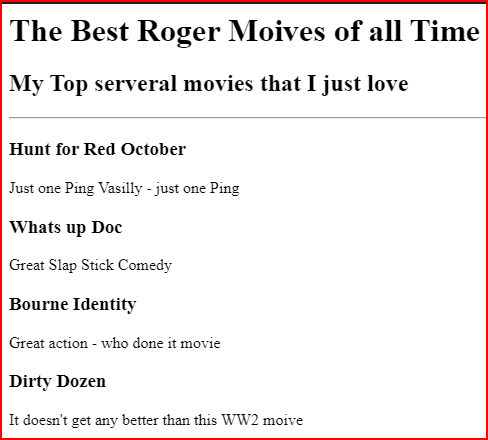 The Best Roger Moives of all Time
My Top serveral movies that I just love
Hunt for Red October
Just one Ping Vasilly - just one Ping
Whats up Doc
Great Slap Stick Comedy
Bourne Identity
Great action - who done it movie
Dirty Dozen
It doesn't get any better than this WW2 moive